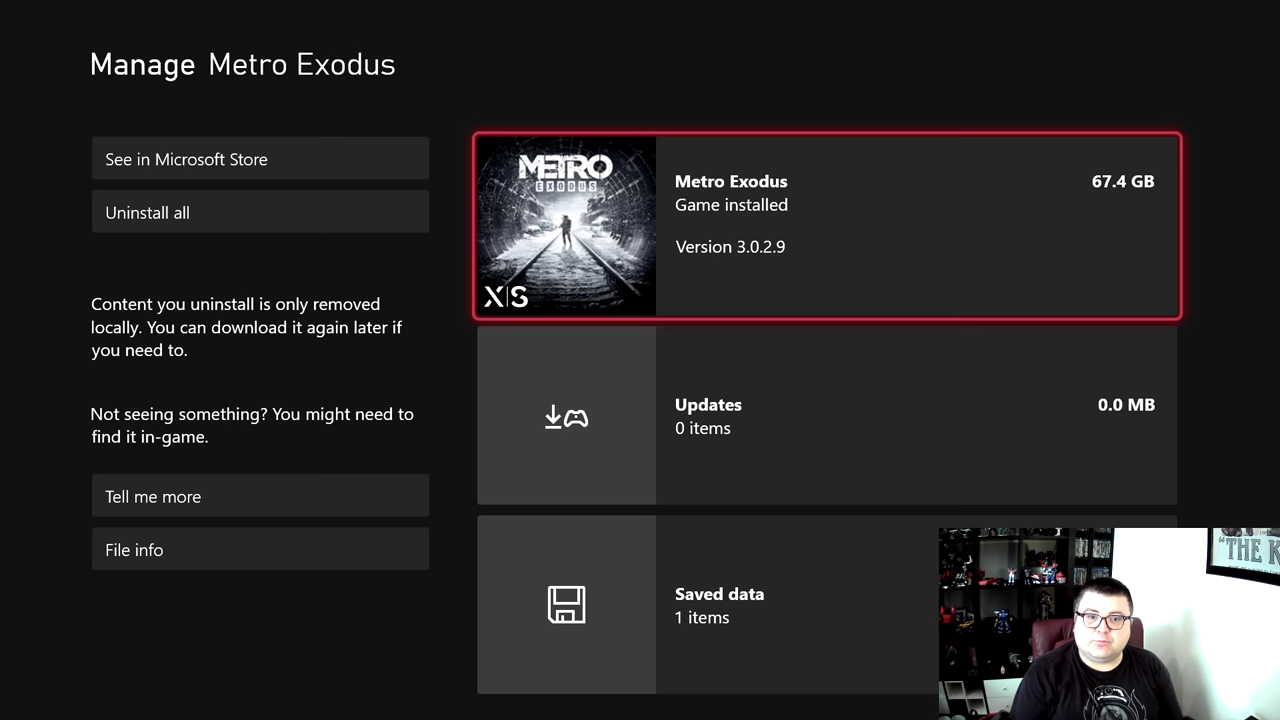 Manage Metro Exodus
See in Microsoft Store
Uninstall all
Content you uninstall is only removed
locally. You can download it again later if
you need to.
Not seeing something? You might need to
find it in-game.
Tell me more
File info
METRO
EXODUS
X|S
Metro Exodus
67.4 GB
Game installed
Version 3.0.2.9
Updates
0.0 MB
0 items
Saved data
1 items
"THE K